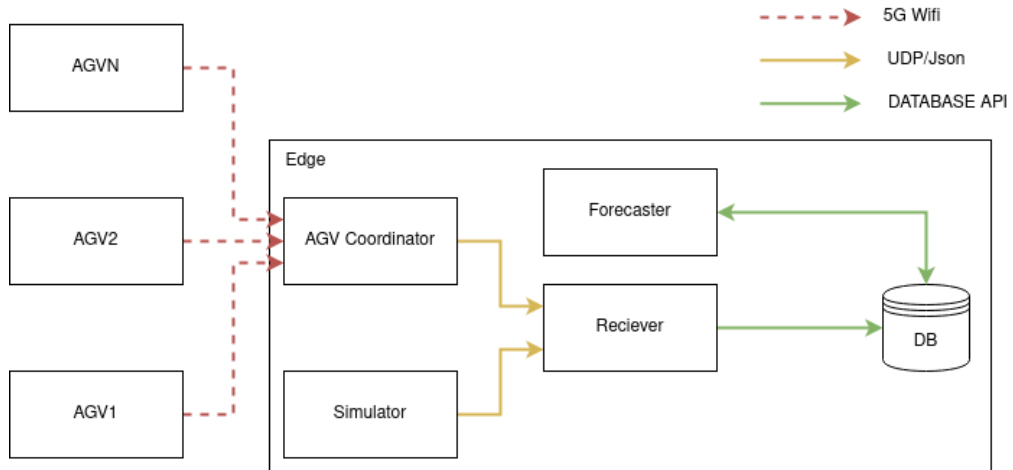 5G Wifi
AGVN
UDP/Json
DATABASE API
Edge
Forecaster
AGV2
AGV Coordinator
Reciever
DB
AGV1
Simulator